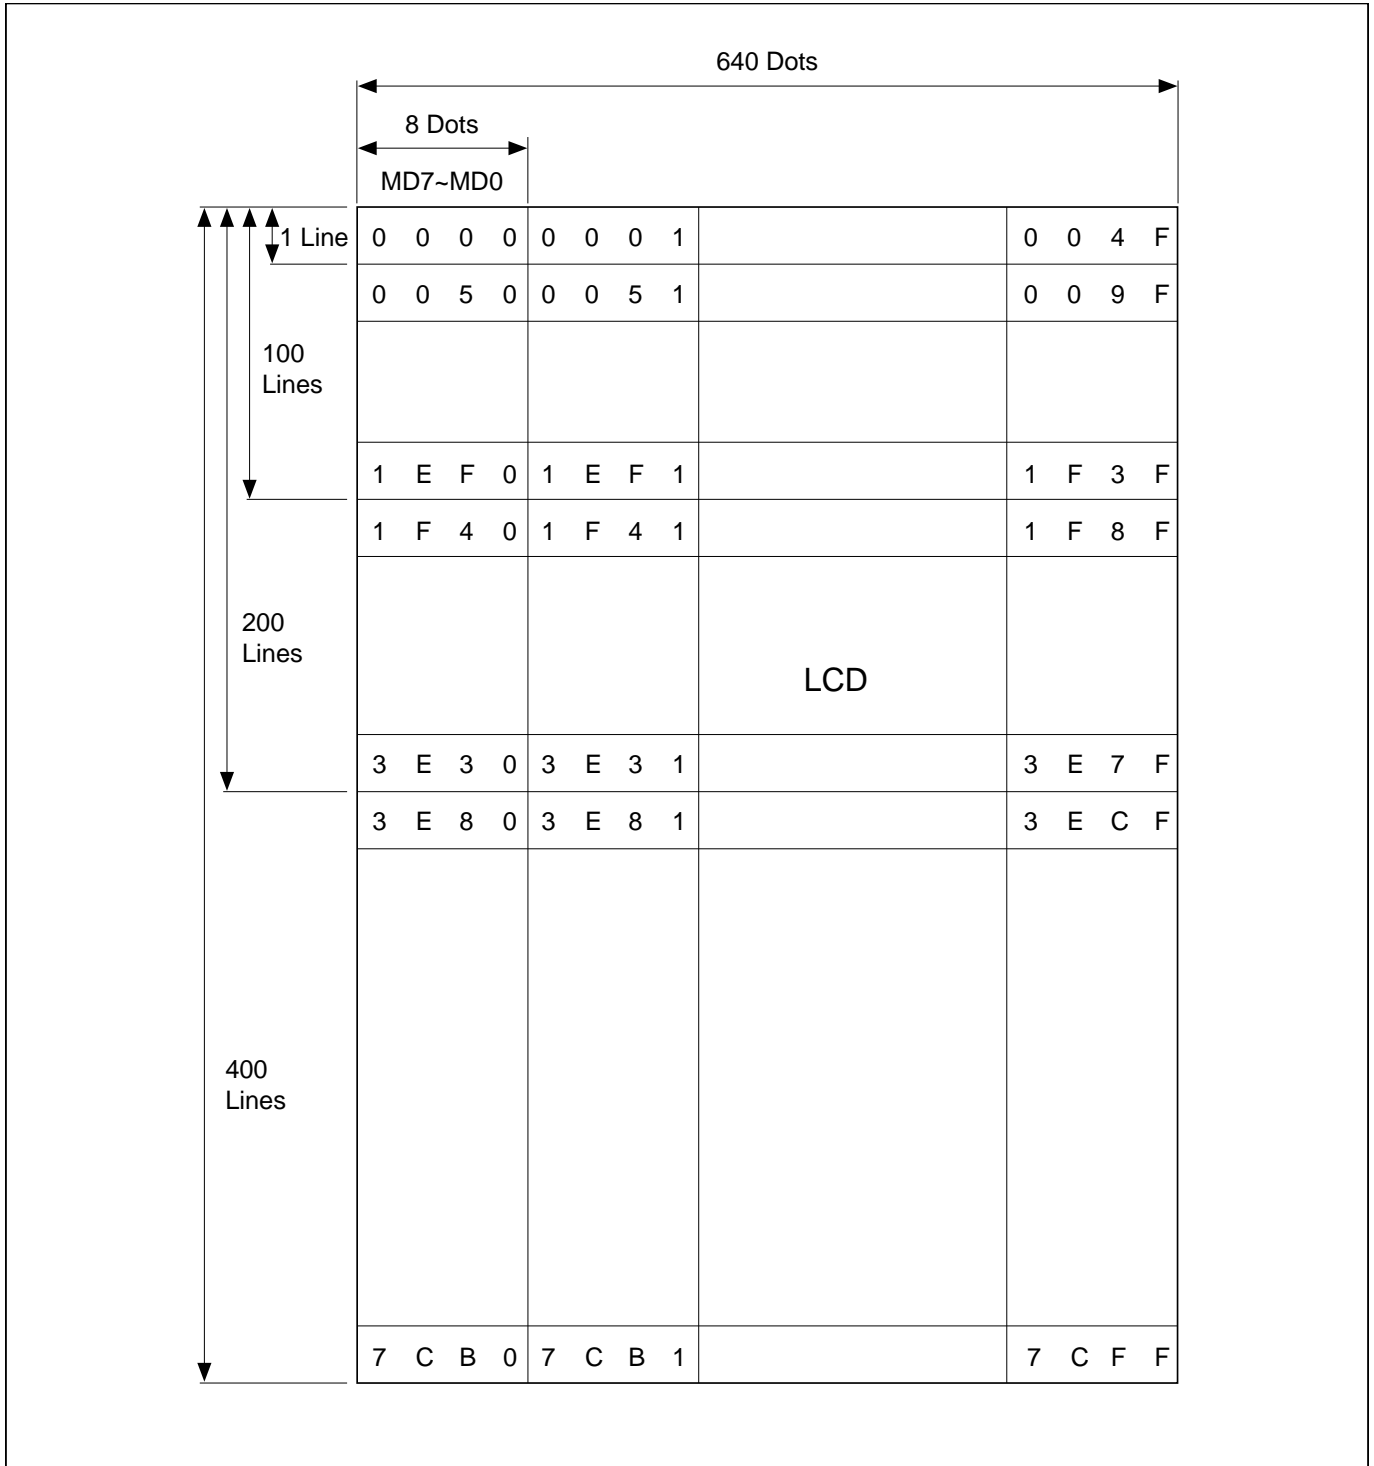 640 Dots
8 Dots
MD7~MD0
1 Line 0 0 0 0 0 0 0 1 0 0 4 F
0 0 5 0 0 0 5 1 0 0 9 F
100
Lines
1 E F 0 1 E F 1 1 F 3 F
1 F 4 0 1 F 4 1 1 F 8 F
200
Lines
LCD
3 E 3 0 3 E 3 1 3 E 7 F
3 E 8 0 3 E 8 1 3 E C F
400
Lines
7 C B 0 7 C B 1 7 C F F